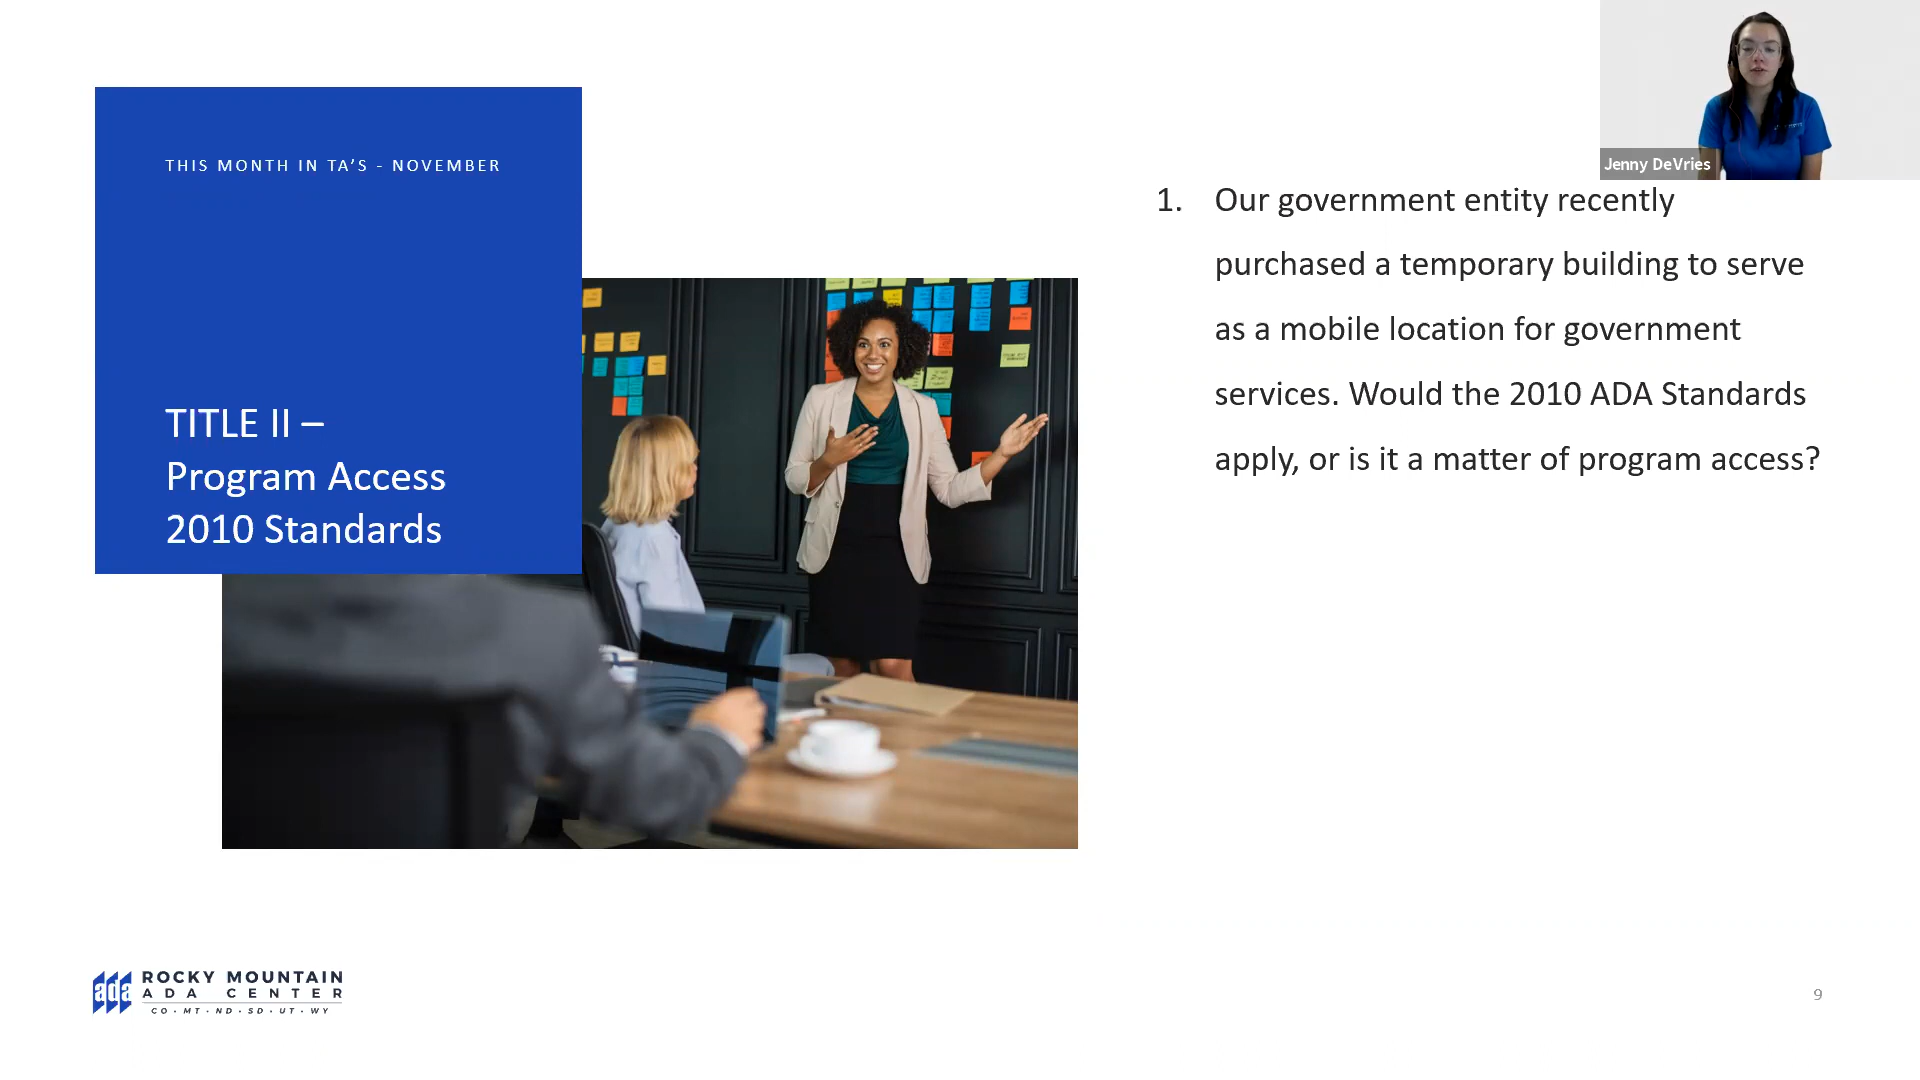 THIS MONTH IN TA’S - NOVEMBER
TITLE II –
Program Access
2010 Standards
Jenny DeVries
1. Our government entity recently
purchased a temporary building to serve
as a mobile location for government
services. Would the 2010 ADA Standards
apply, or is it a matter of program access?
ada
ROCKY MOUNTAIN
ADA CENTER
CO · MT · ND · SD · UT · WY
9